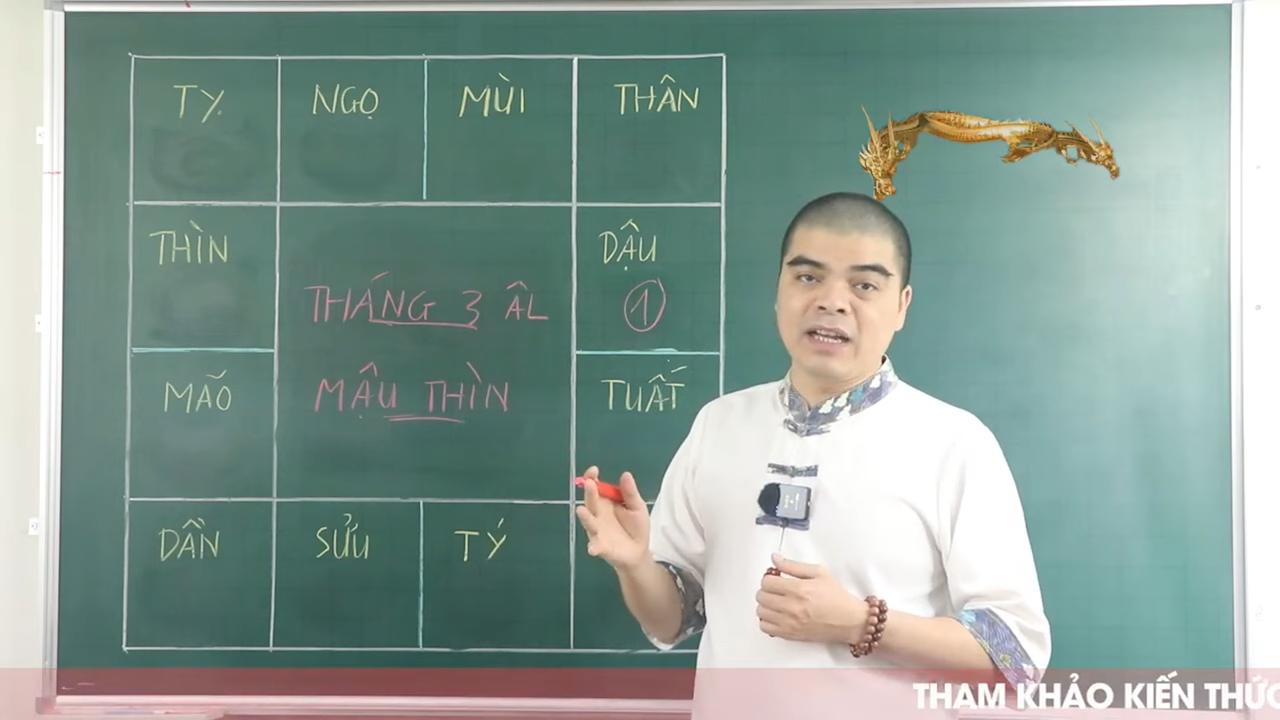 TỴ
NGỌ
MÙI
THÂN
THÌN
DẬU
THÁNG 3 ÂL
1
MÃO
MẬU THÌN
TUẤT
DẦN
SỬU
TÝ
THAM KHẢO KIẾN THỨC